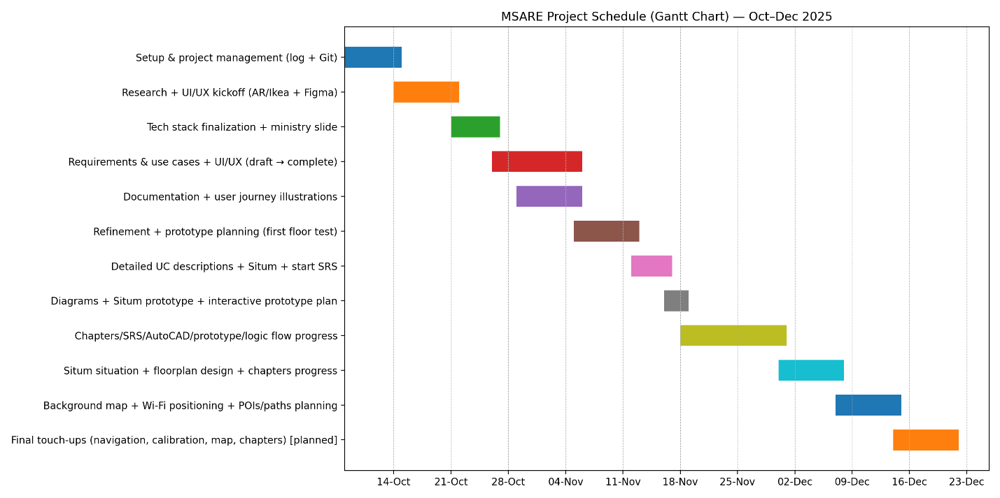 MSARE Project Schedule (Gantt Chart) — Oct–Dec 2025
Setup & project management (log + Git)
Research + UI/UX kickoff (AR/Ikea + Figma)
Tech stack finalization + ministry slide
Requirements & use cases + UI/UX (draft → complete)
Documentation + user journey illustrations
Refinement + prototype planning (first floor test)
Detailed UC descriptions + Situm + start SRS
Diagrams + Situm prototype + interactive prototype plan
Chapters/SRS/AutoCAD/prototype/logic flow progress
Situm situation + floorplan design + chapters progress
Background map + Wi-Fi positioning + POIs/paths planning
Final touch-ups (navigation, calibration, map, chapters) [planned]
14-Oct 21-Oct 28-Oct 04-Nov 11-Nov 18-Nov 25-Nov 02-Dec 09-Dec 16-Dec 23-Dec